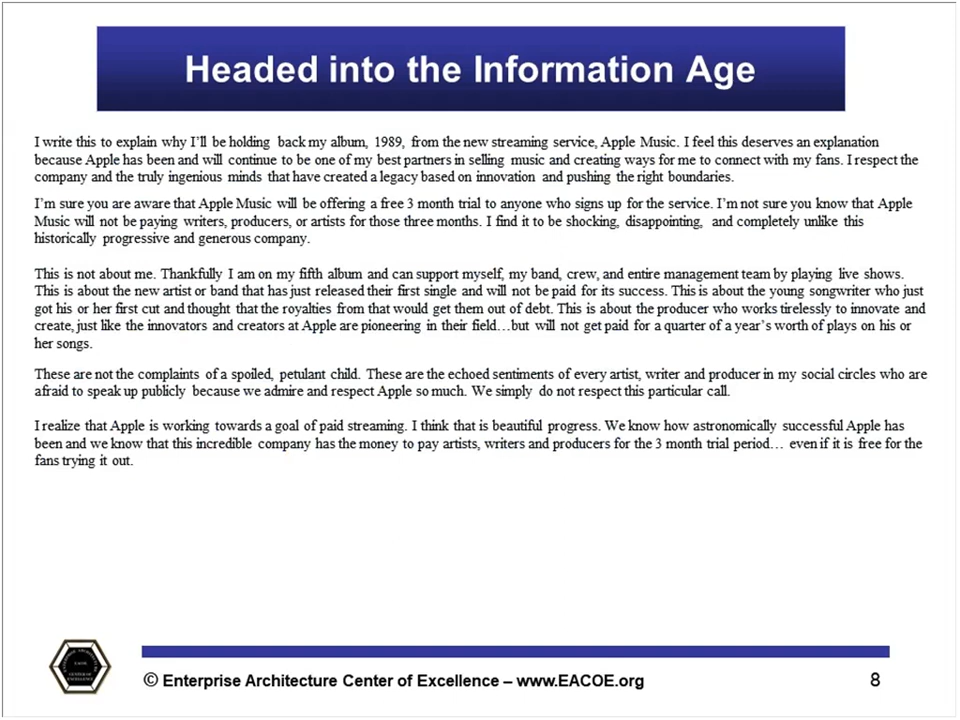 Headed into the Information Age
I write this to explain why I'll be holding back my album, 1989, from the new streaming service, Apple Music. I feel this deserves an explanation
because Apple has been and will continue to be one of my best partners in selling music and creating ways for me to connect with my fans. I respect the
company and the truly ingenious minds that have created a legacy based on innovation and pushing the right boundaries.
I'm sure you are aware that Apple Music will be offering a free 3 month trial to anyone who signs up for the service. I'm not sure you know that Apple
Music will not be paying writers, producers, or artists for those three months. I find it to be shocking, disappointing, and completely unlike this
historically progressive and generous company.
This is not about me. Thankfully I am on my fifth album and can support myself, my band, crew, and entire management team by playing live shows.
This is about the new artist or band that has just released their first single and will not be paid for its success. This is about the young songwriter who just
got his or her first cut and thought that the royalties from that would get them out of debt. This is about the producer who works tirelessly to innovate and
create, just like the innovators and creators at Apple are pioneering in their field…but will not get paid for a quarter of a year's worth of plays on his or
her songs.
These are not the complaints of a spoiled, petulant child. These are the echoed sentiments of every artist, writer and producer in my social circles who are
afraid to speak up publicly because we admire and respect Apple so much. We simply do not respect this particular call.
I realize that Apple is working towards a goal of paid streaming. I think that is beautiful progress. We know how astronomically successful Apple has
been and we know that this incredible company has the money to pay artists, writers and producers for the 3 month trial period… even if it is free for the
fans trying it out.
EACOE
CENTER OF
EXCELLENCE
© Enterprise Architecture Center of Excellence – www.EACOE.org
8